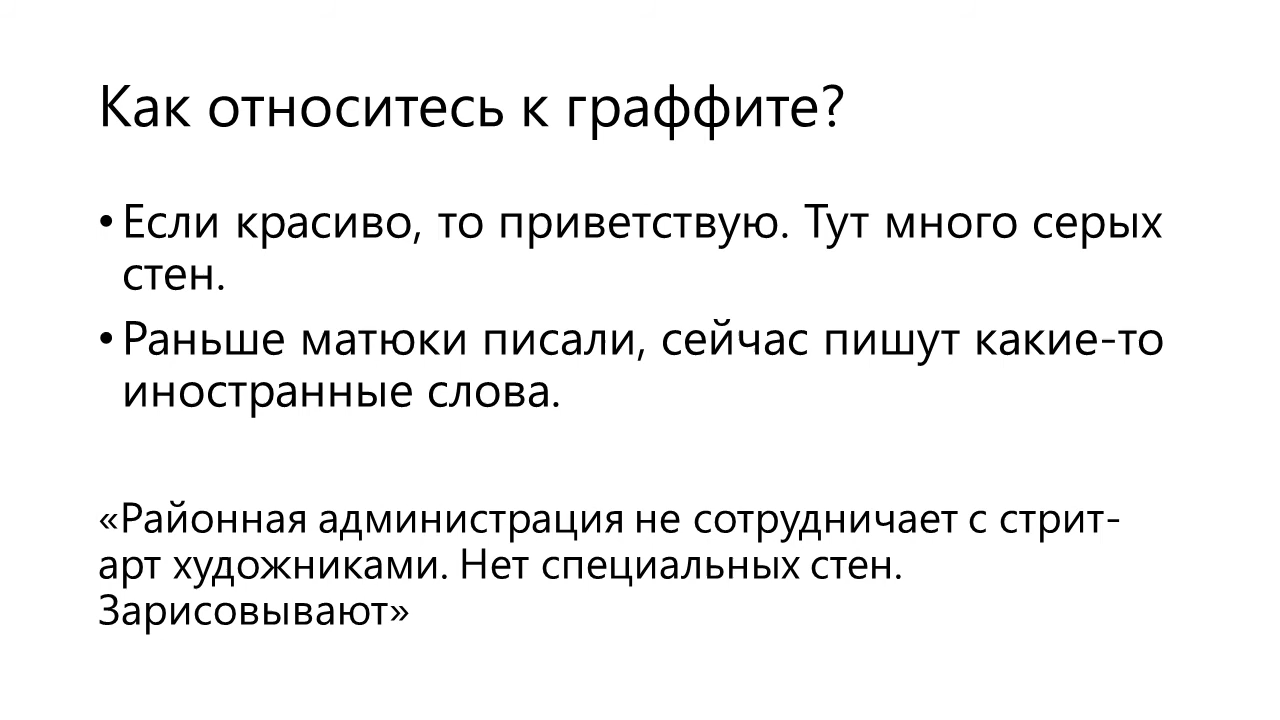 Как относитесь к граффите?
• Если красиво, то приветствую. Тут много серых
стен.
• Раньше матюки писали, сейчас пишут какие-то
иностранные слова.
«Районная администрация не сотрудничает с стрит-
арт художниками. Нет специальных стен.
Зарисовывают»